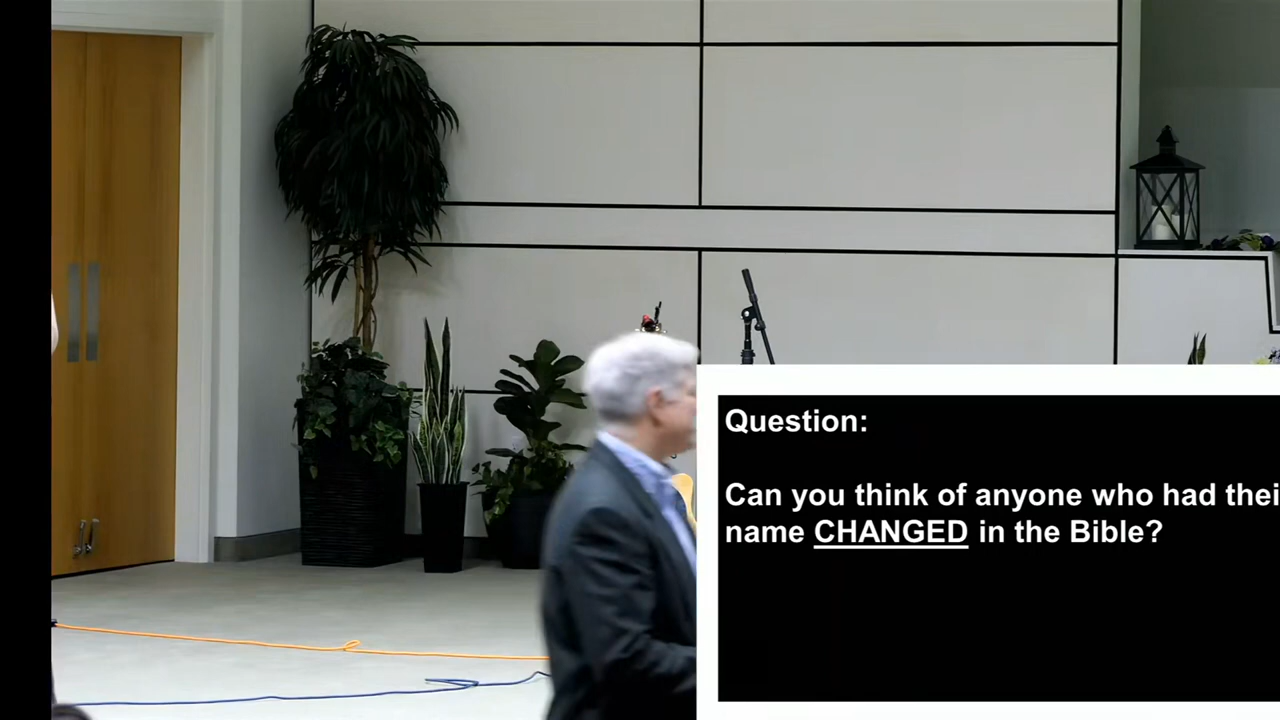 Question:
Can you think of anyone who had thei
name CHANGED in the Bible?